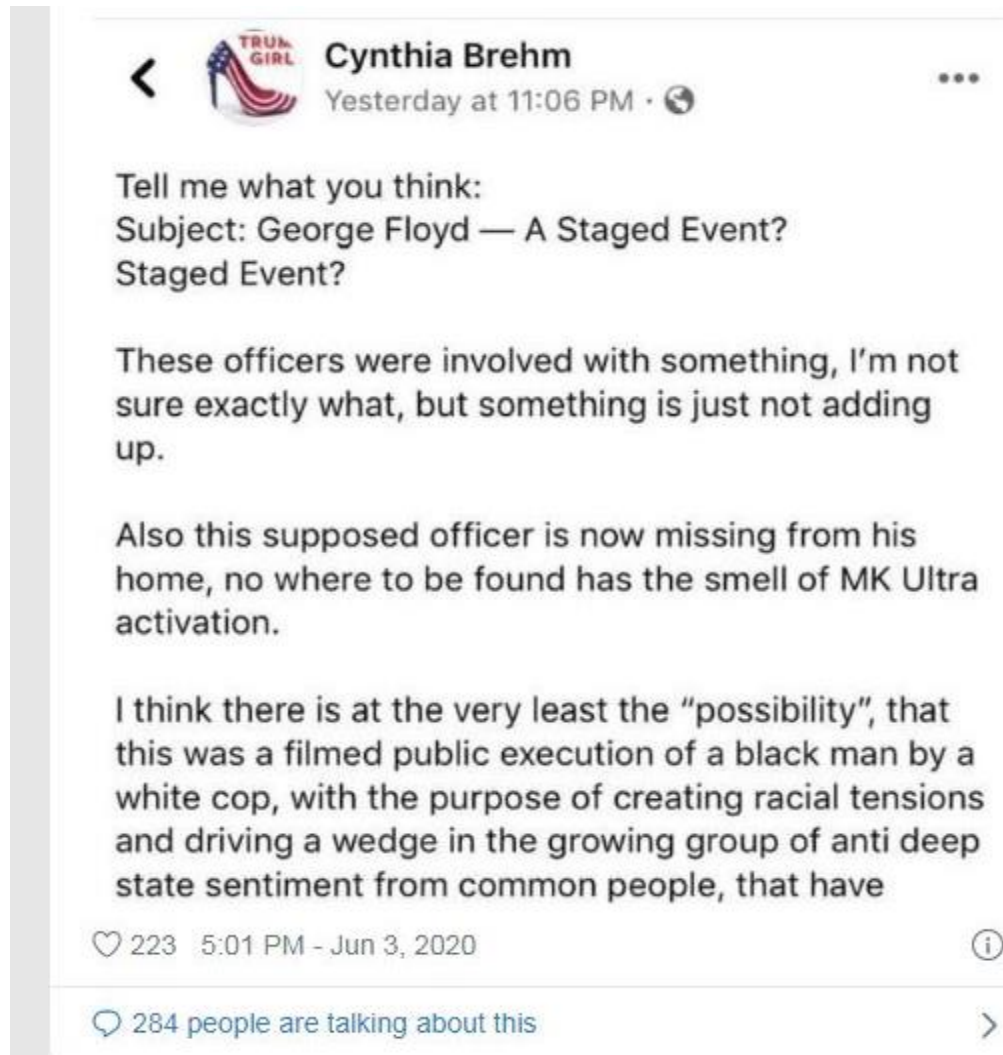 TRUM
GIRL
Cynthia Brehm
Yesterday at 11:06 PM ·
Tell me what you think:
Subject: George Floyd — A Staged Event?
Staged Event?
These officers were involved with something, I'm not
sure exactly what, but something is just not adding
up.
Also this supposed officer is now missing from his
home, no where to be found has the smell of MK Ultra
activation.
I think there is at the very least the "possibility", that
this was a filmed public execution of a black man by a
white cop, with the purpose of creating racial tensions
and driving a wedge in the growing group of anti deep
state sentiment from common people, that have
223 5:01 PM - Jun 3, 2020
284 people are talking about this